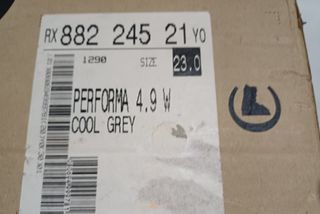 RX 882 245 21 YO
1290 SIZE 23.0
PERFORMA 4.9 W
COOL GREY